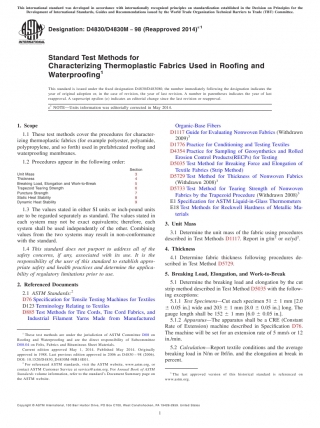 This international standard was developed in accordance with internationally recognized principles on standardization established in the Decision on Principles for the
Development of International Standards, Guides and Recommendations issued by the World Trade Organization Technical Barriers to Trade (TBT) Committee.
Designation: D4830/D4830M − 98 (Reapproved 2014)ε1
Standard Test Methods for
Characterizing Thermoplastic Fabrics Used in Roofing and
Waterproofing1
This standard is issued under the fixed designation D4830/D4830M; the number immediately following the designation indicates the
year of original adoption or, in the case of revision, the year of last revision. A number in parentheses indicates the year of last
reapproval. A superscript epsilon (ε) indicates an editorial change since the last revision or reapproval.
ε1 NOTE—Units information was editorially corrected in May 2014.
1. Scope
1.1 These test methods cover the procedures for character-
izing thermoplastic fabrics (for example polyester, polyamide,
polypropylene, and so forth) used in prefabricated roofing and
waterproofing membranes.
1.2 Procedures appear in the following order:
Section
Unit Mass 3
Thickness 4
Breaking Load, Elongation and Work-to-Break 5
Trapezoid Tearing Strength 6
Puncture Strength 7
Static Heat Stability 8
Dynamic Heat Stability 9
1.3 The values stated in either SI units or inch-pound units
are to be regarded separately as standard. The values stated in
each system may not be exact equivalents; therefore, each
system shall be used independently of the other. Combining
values from the two systems may result in non-conformance
with the standard.
1.4 This standard does not purport to address all of the
safety concerns, if any, associated with its use. It is the
responsibility of the user of this standard to establish appro-
priate safety and health practices and determine the applica-
bility of regulatory limitations prior to use.
2. Referenced Documents
2.1 ASTM Standards:2
D76 Specification for Tensile Testing Machines for Textiles
D123 Terminology Relating to Textiles
D885 Test Methods for Tire Cords, Tire Cord Fabrics, and
Industrial Filament Yarns Made from Manufactured
1 These test methods are under the jurisdiction of ASTM Committee D08 on
Roofing and Waterproofing and are the direct responsibility of Subcommittee
D08.04 on Felts, Fabrics and Bituminous Sheet Materials.
Current edition approved May 1, 2014. Published May 2014. Originally
approved in 1988. Last previous edition approved in 2006 as D4830 – 98 (2006).
DOI: 10.1520/D4830_D4830M-98R14E01.
2 For referenced ASTM standards, visit the ASTM website, www.astm.org, or
contact ASTM Customer Service at service@astm.org. For Annual Book of ASTM
Standards volume information, refer to the standard's Document Summary page on
the ASTM website.
Organic-Base Fibers
D1117 Guide for Evaluating Nonwoven Fabrics (Withdrawn
2009)3
D1776 Practice for Conditioning and Testing Textiles
D4354 Practice for Sampling of Geosynthetics and Rolled
Erosion Control Products(RECPs) for Testing
D5035 Test Method for Breaking Force and Elongation of
Textile Fabrics (Strip Method)
D5729 Test Method for Thickness of Nonwoven Fabrics
(Withdrawn 2008)3
D5733 Test Method for Tearing Strength of Nonwoven
Fabrics by the Trapezoid Procedure (Withdrawn 2008)3
E1 Specification for ASTM Liquid-in-Glass Thermometers
E18 Test Methods for Rockwell Hardness of Metallic Ma-
terials
3. Unit Mass
3.1 Determine the unit mass of the fabric using procedures
described in Test Methods D1117. Report in g/m2 or oz/yd2.
4. Thickness
4.1 Determine fabric thickness following procedures de-
scribed in Test Method D5729.
5. Breaking Load, Elongation, and Work-to-Break
5.1 Determine the breaking load and elongation by the cut
strip method described in Test Method D5035 with the follow-
ing exceptions:
5.1.1 Test Specimens—Cut each specimen 51 ± 1 mm [2.0
± 0.05 in.] wide and 203 ± 1 mm [8.0 ± 0.05 in.] long. The
gauge length shall be 152 ± 1 mm [6.0 ± 0.05 in.].
5.1.2 Apparatus—The apparatus shall be a CRE (Constant
Rate of Extension) machine described in Specification D76.
The machine will be set for an extension rate of 5 mm/s or 12
in./min.
5.2 Calculation—Report textile conditions and the average
breaking load in N/m or lbf/in. and the elongation at break in
percent.
3 The last approved version of this historical standard is referenced on
www.astm.org.
Copyright © ASTM International, 100 Barr Harbor Drive, PO Box C700, West Conshohocken, PA 19428-2959. United States
1